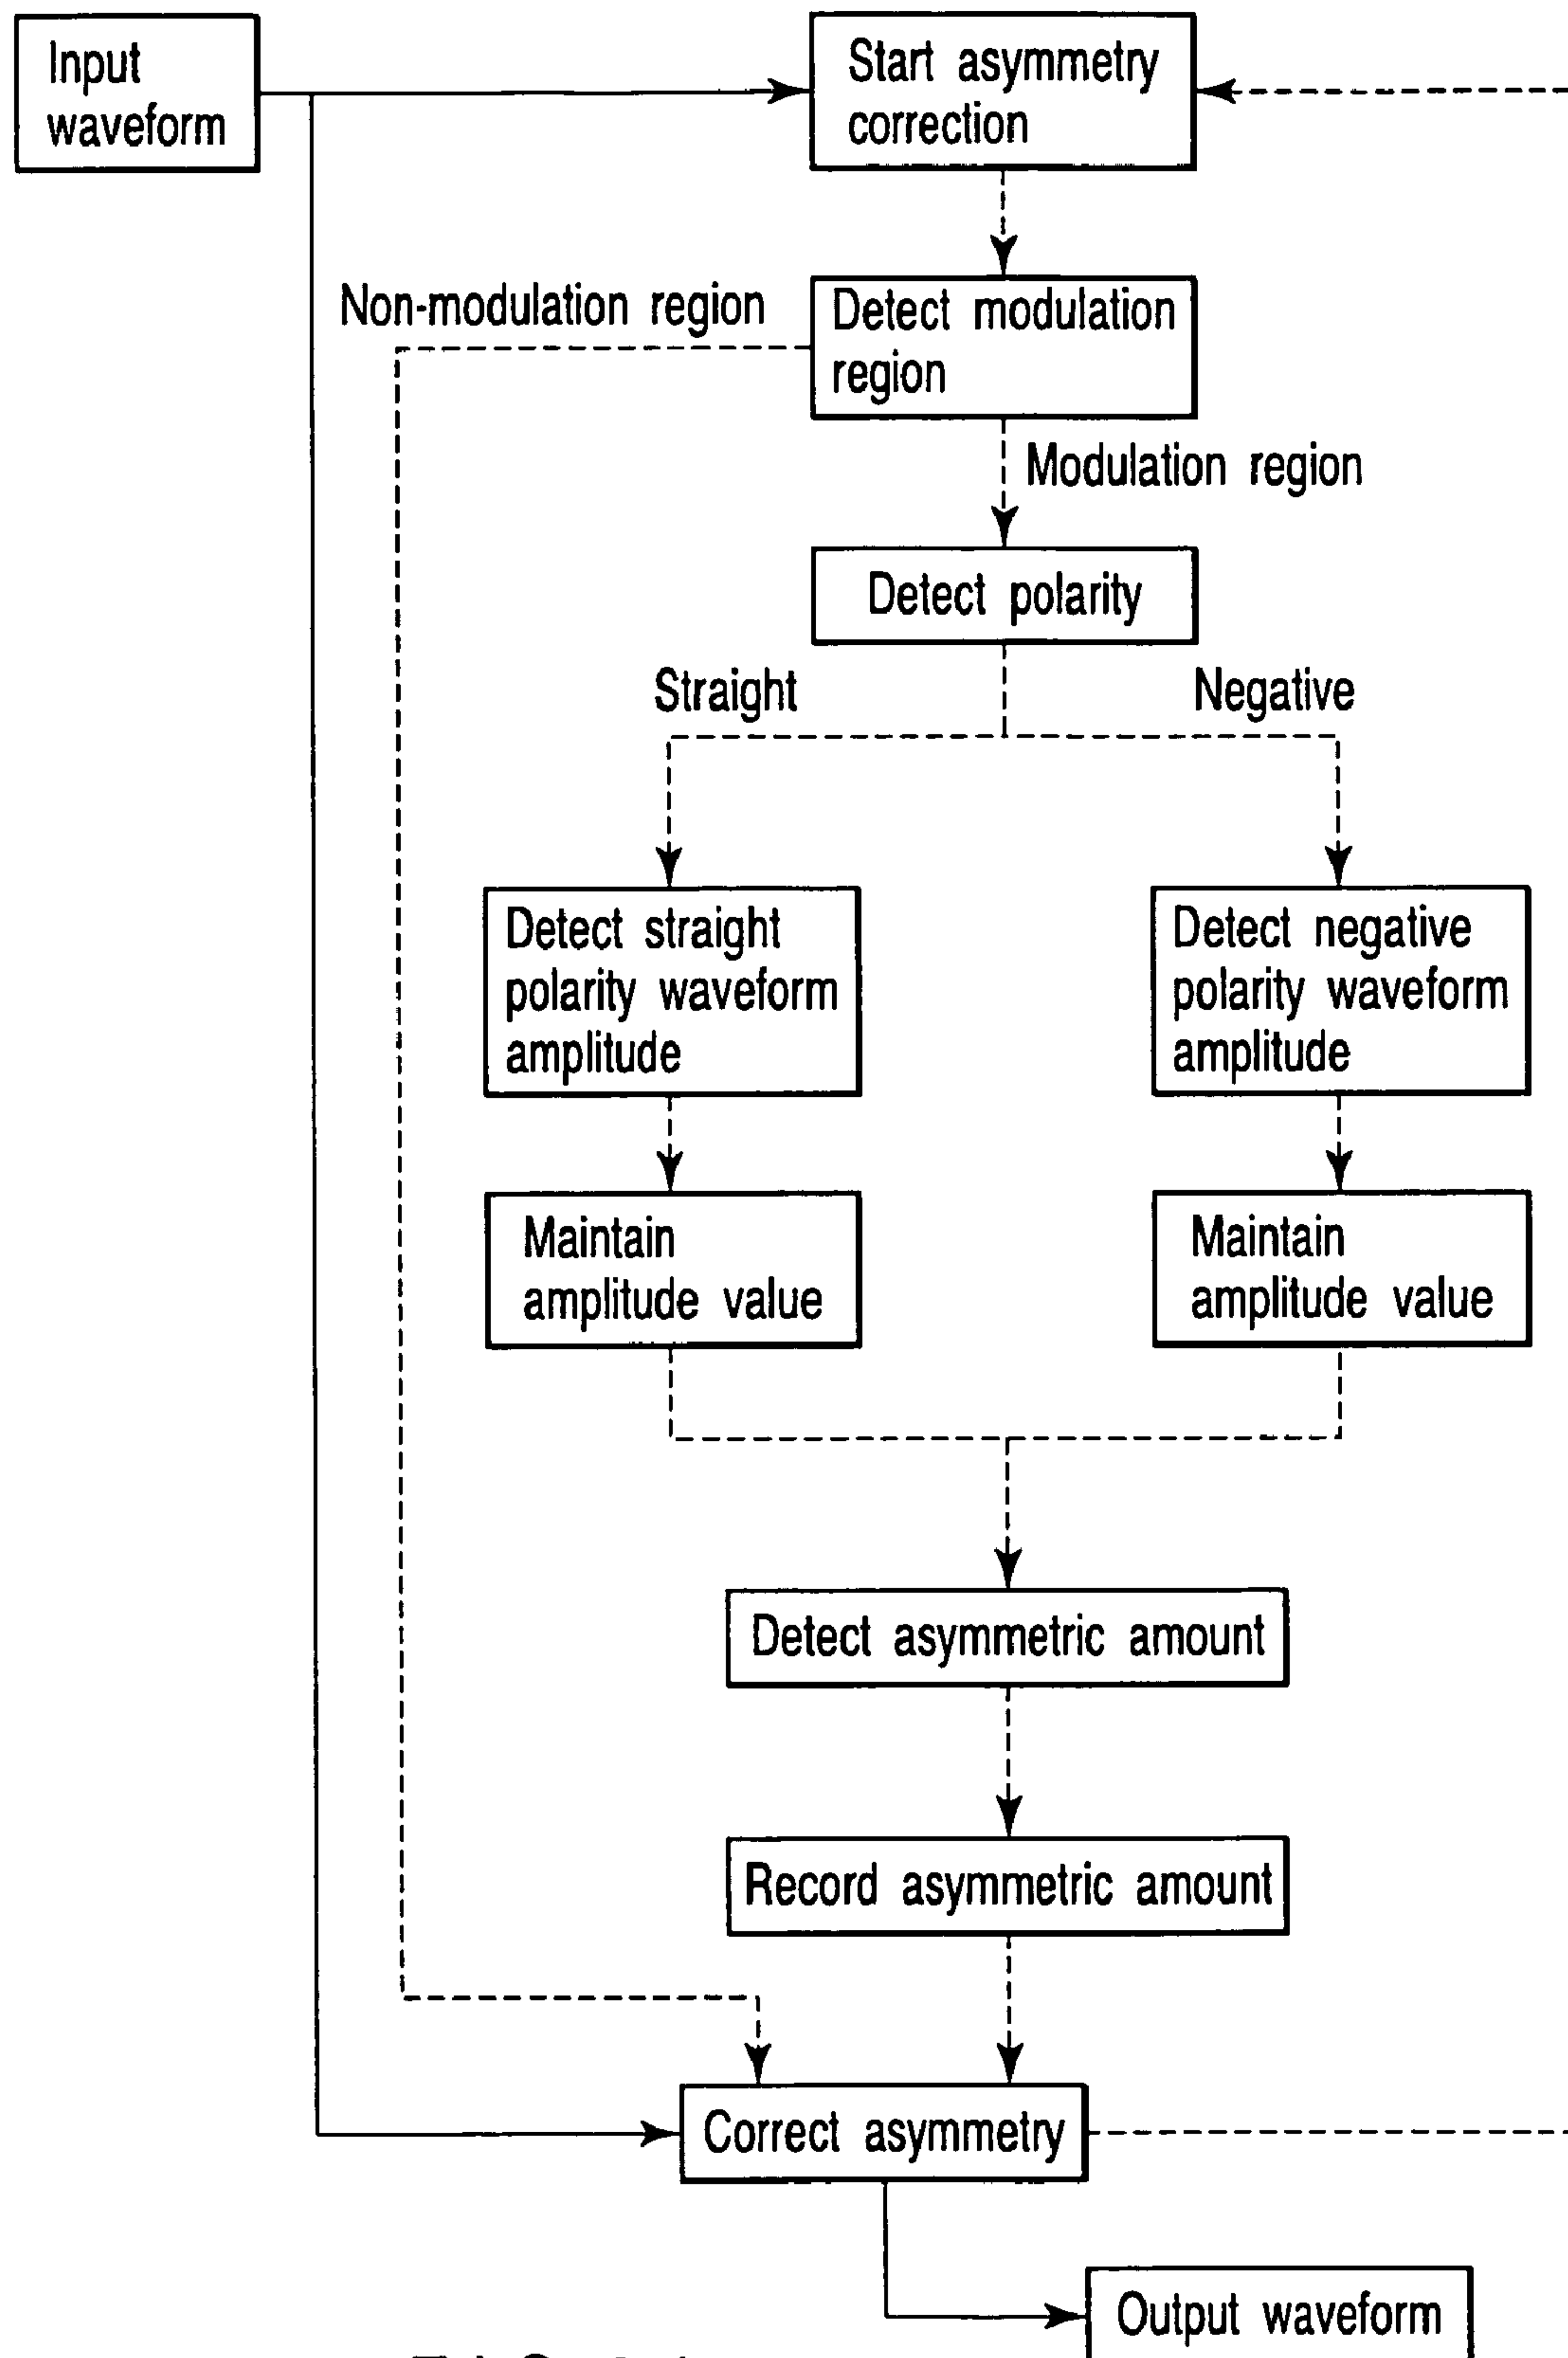 Input
waveform
Start asymmetry
correction
Non-modulation region
Detect modulation
region
Modulation region
Detect polarity
Straight
Negative
Detect straight
polarity waveform
amplitude
Detect negative
polarity waveform
amplitude
Maintain
amplitude value
Maintain
amplitude value
Detect asymmetric amount
Record asymmetric amount
Correct asymmetry
Output waveform